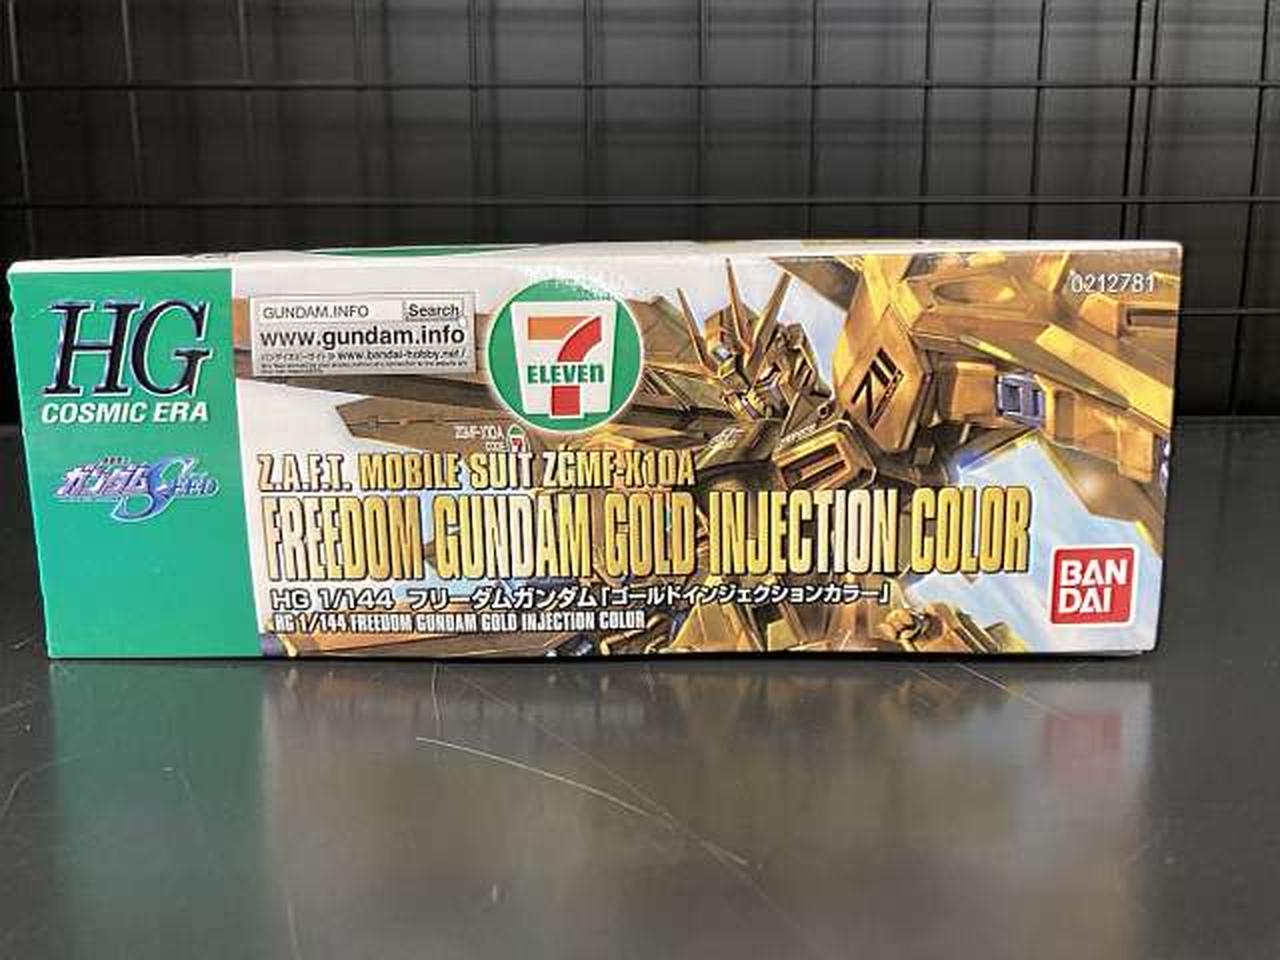 HG
COSMIC ERA
ガンダムSEED
GUNDAM.INFO Search
www.gundam.info
www.bandai-hobby.net/
7
ELEVEN
0212781
ZGMF-X10A
CODE
Z.A.F.T. MOBILE SUIT ZGMF-X10A
FREEDOM GUNDAM GOLD INJECTION COLOR
HG 1/144 フリーダムガンダム「ゴールドインジェクションカラー」
HG 1/144 FREEDOM GUNDAM GOLD INJECTION COLOR
BAN
DAI